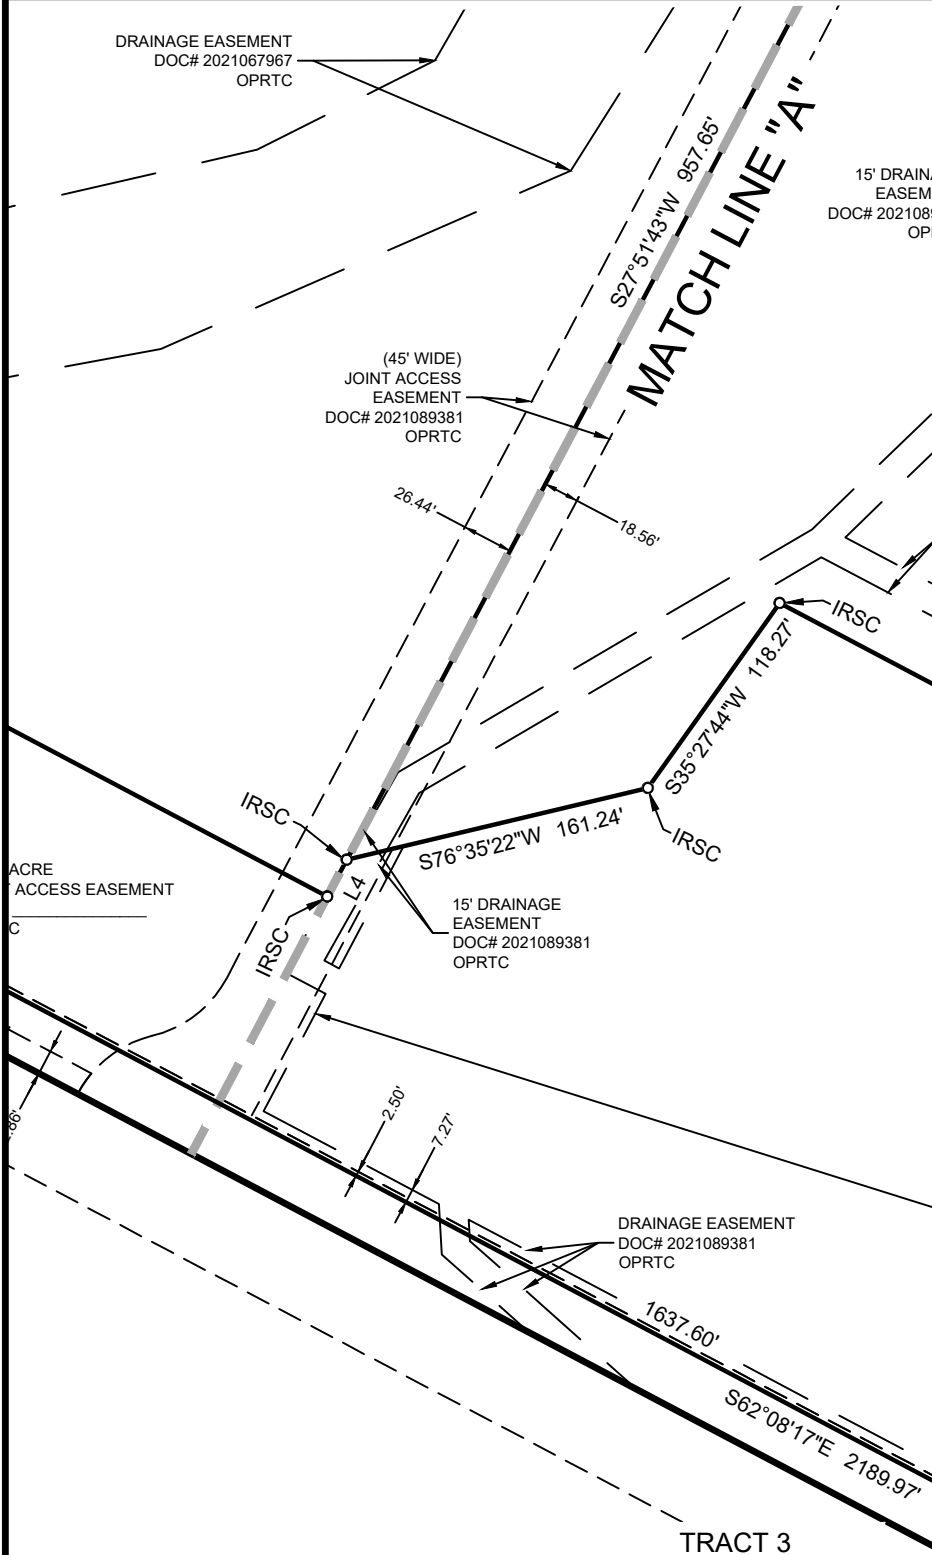 DRAINAGE EASEMENT
DOC# 2021067967
OPRTC
S27°51'43"W 957.65'
MATCH LINE "A"
15' DRAIN
EASEM
DOC# 202108
OP
(45' WIDE)
JOINT ACCESS
EASEMENT
DOC# 2021089381
OPRTC
26.44'
18.56'
IRSC
S35°27'44"W 118.27'
IRSC
IRSC
S76°35'22"W 161.24'
ACRE
ACCESS EASEMENT
C
L4
IRSC
15' DRAINAGE
EASEMENT
DOC# 2021089381
OPRTC
2.50'
7.27'
.86'
DRAINAGE EASEMENT
DOC# 2021089381
OPRTC
1637.60'
S62°08'17"E 2189.97'
TRACT 3